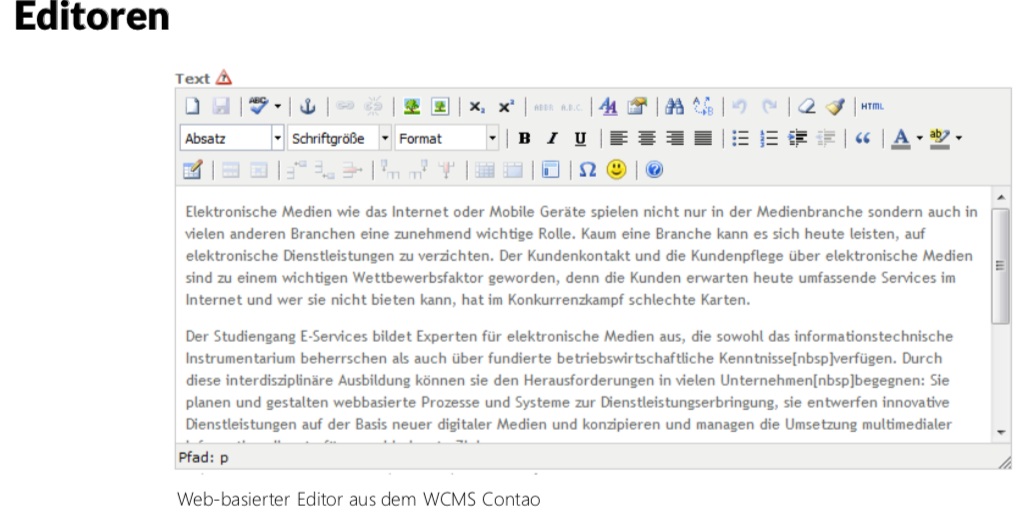 Editoren
Text
ABC ABBR A.B.C. HTML
Absatz Schriftgröße Format B I U
Elektronische Medien wie das Internet oder Mobile Geräte spielen nicht nur in der Medienbranche sondern auch in
vielen anderen Branchen eine zunehmend wichtige Rolle. Kaum eine Branche kann es sich heute leisten, auf
elektronische Dienstleistungen zu verzichten. Der Kundenkontakt und die Kundenpflege über elektronische Medien
sind zu einem wichtigen Wettbewerbsfaktor geworden, denn die Kunden erwarten heute umfassende Services im
Internet und wer sie nicht bieten kann, hat im Konkurrenzkampf schlechte Karten.
Der Studiengang E-Services bildet Experten für elektronische Medien aus, die sowohl das informationstechnische
Instrumentarium beherrschen als auch über fundierte betriebswirtschaftliche Kenntnisse[nbsp]verfügen. Durch
diese interdisziplinäre Ausbildung können sie den Herausforderungen in vielen Unternehmen[nbsp]begegnen: Sie
planen und gestalten webbasierte Prozesse und Systeme zur Dienstleistungserbringung, sie entwerfen innovative
Dienstleistungen auf der Basis neuer digitaler Medien und konzipieren und managen die Umsetzung multimedialer
Pfad: p
Web-basierter Editor aus dem WCMS Contao